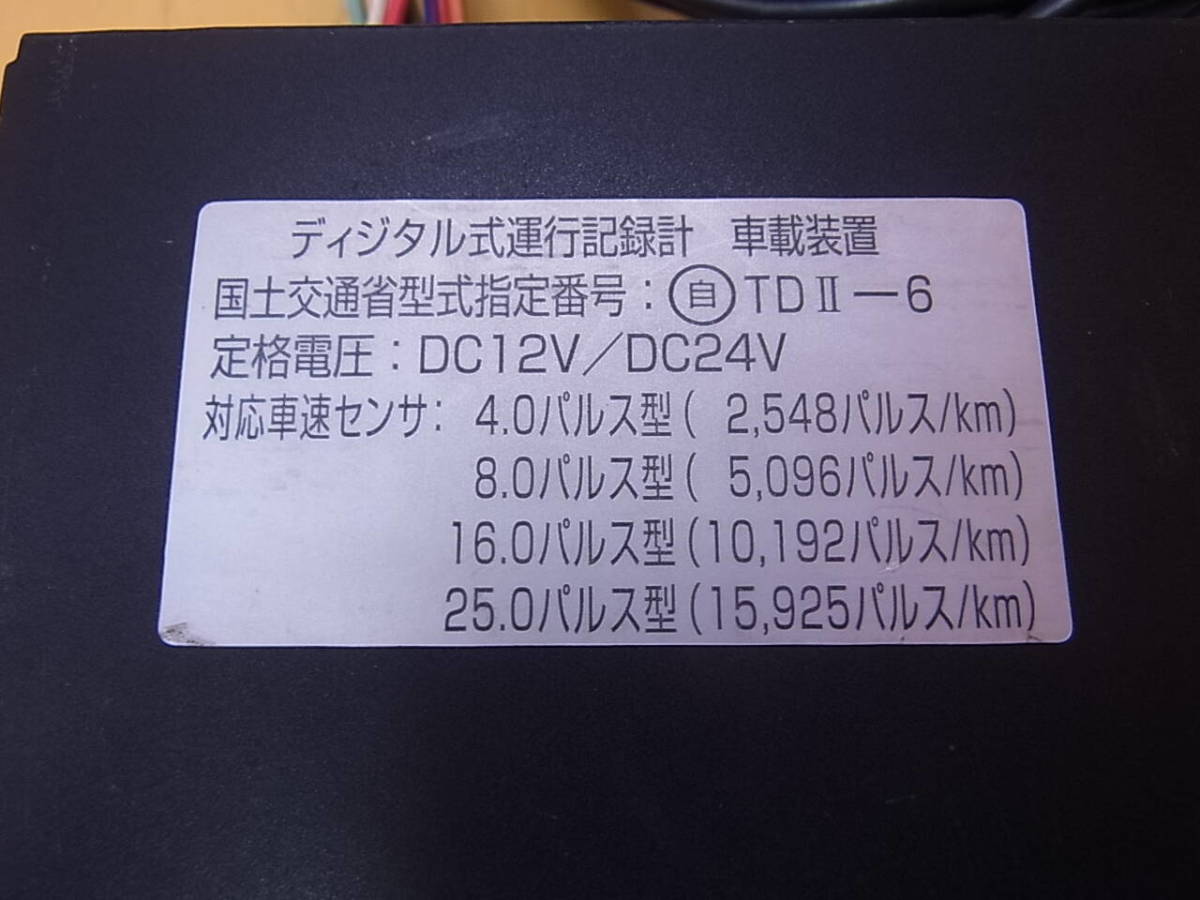 ディジタル式運行記録計　車載装置
国土交通省型式指定番号：㊀自 TDⅡ－6
定格電圧：DC12V／DC24V
対応車速センサ： 4.0パルス型( 2,548パルス/km)
8.0パルス型( 5,096パルス/km)
16.0パルス型(10,192パルス/km)
25.0パルス型(15,925パルス/km)